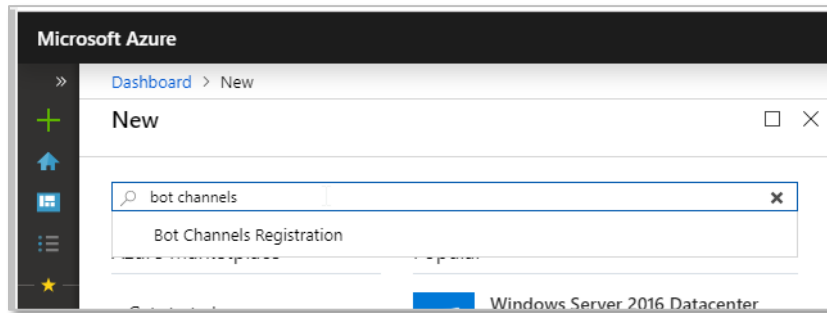 Microsoft Azure
Dashboard > New
New
bot channels
Bot Channels Registration
Windows Server 2016 Datacenter